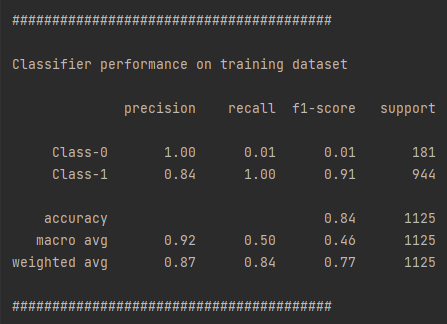 ########################################
Classifier performance on training dataset
precision recall f1-score support
Class-0 1.00 0.01 0.01 181
Class-1 0.84 1.00 0.91 944
accuracy 0.84 1125
macro avg 0.92 0.50 0.46 1125
weighted avg 0.87 0.84 0.77 1125
########################################